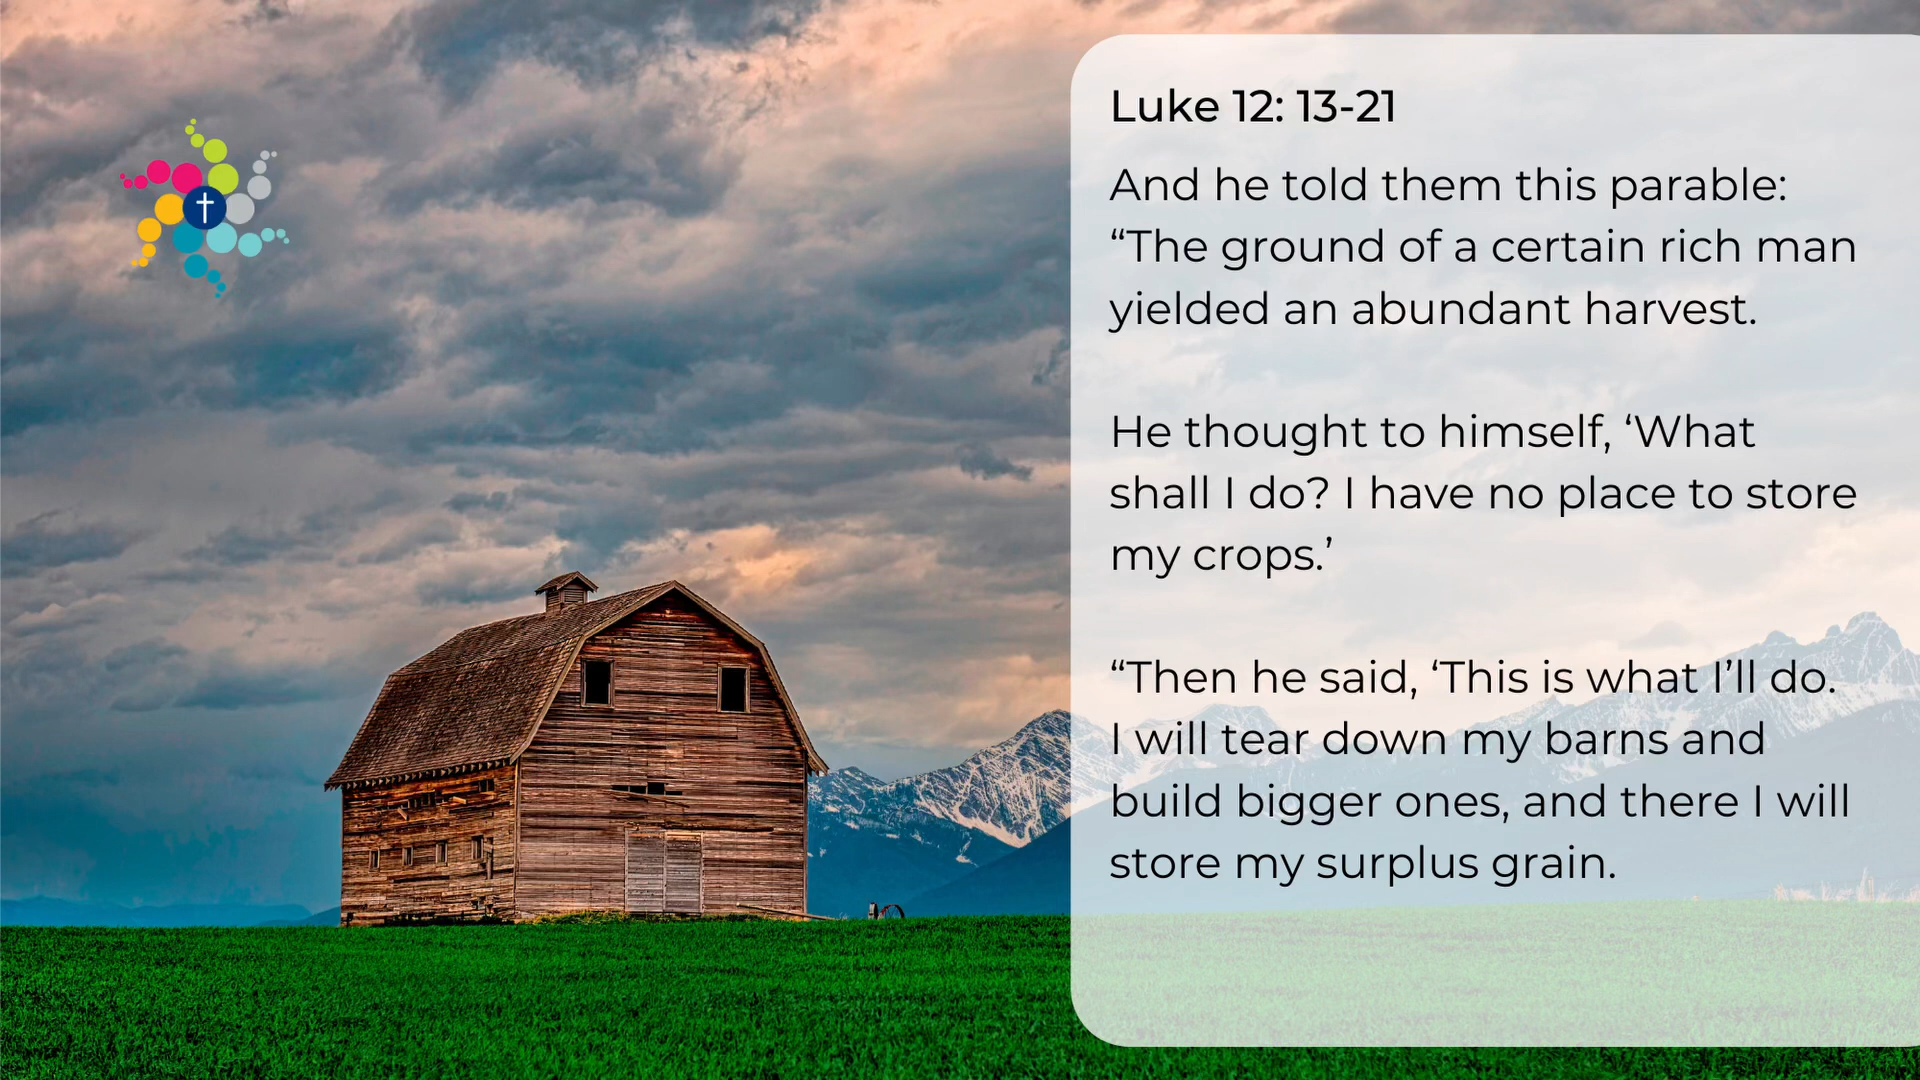 Luke 12: 13-21
And he told them this parable:
“The ground of a certain rich man
yielded an abundant harvest.
He thought to himself, ‘What
shall I do? I have no place to store
my crops.’
“Then he said, ‘This is what I’ll do.
I will tear down my barns and
build bigger ones, and there I will
store my surplus grain.